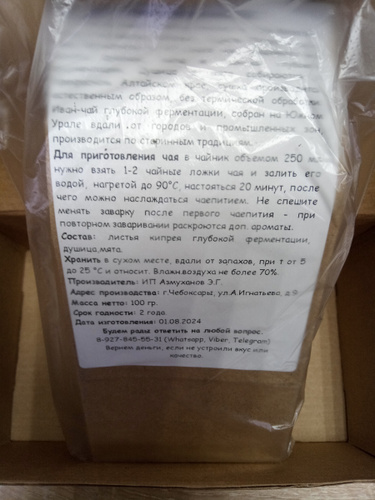 собирают
Алтайском
естественным образом, без термической обработки.
Иван-чай глубокой ферментации, собран на Южном
Урале вдали от городов и промышленных зон,
производится по старинным традициям.
Для приготовления чая в чайник объемом 250 мл
нужно взять 1-2 чайные ложки чая и залить его
водой, нагретой до 90°C, настояться 20 минут, после
чего можно наслаждаться чаепитием. Не спешите
менять заварку после первого чаепития - при
повторном заваривании раскроются доп. ароматы.
Состав: листья кипрея глубокой ферментации,
душица, мята.
Хранить в сухом месте, вдали от запахов, при t от 5
до 25 °C и относит. Влажн.воздуха не более 70%.
Производитель: ИП Азмуханов Э.Г.
Адрес производства: г.Чебоксары, ул.А.Игнатьева, д.9
Масса нетто: 100 гр.
Срок годности: 2 года.
Дата изготовления: 01.08.2024
Будем рады ответить на любой вопрос.
8-927-845-55-31 (Whatsapp, Viber, Telegram)
Вернем деньги, если не устроили вкус или
качество.